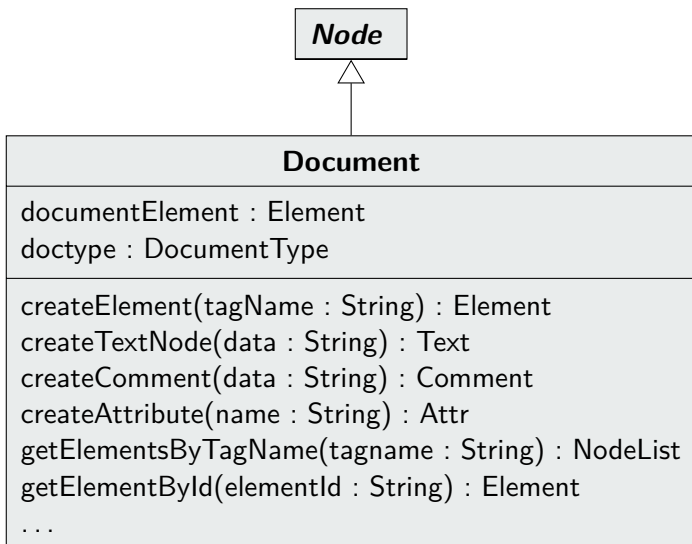 Node
Document
documentElement : Element
doctype : DocumentType
createElement(tagName : String) : Element
createTextNode(data : String) : Text
createComment(data : String) : Comment
createAttribute(name : String) : Attr
getElementsByTagName(tagname : String) : NodeList
getElementById(elementId : String) : Element
. . .